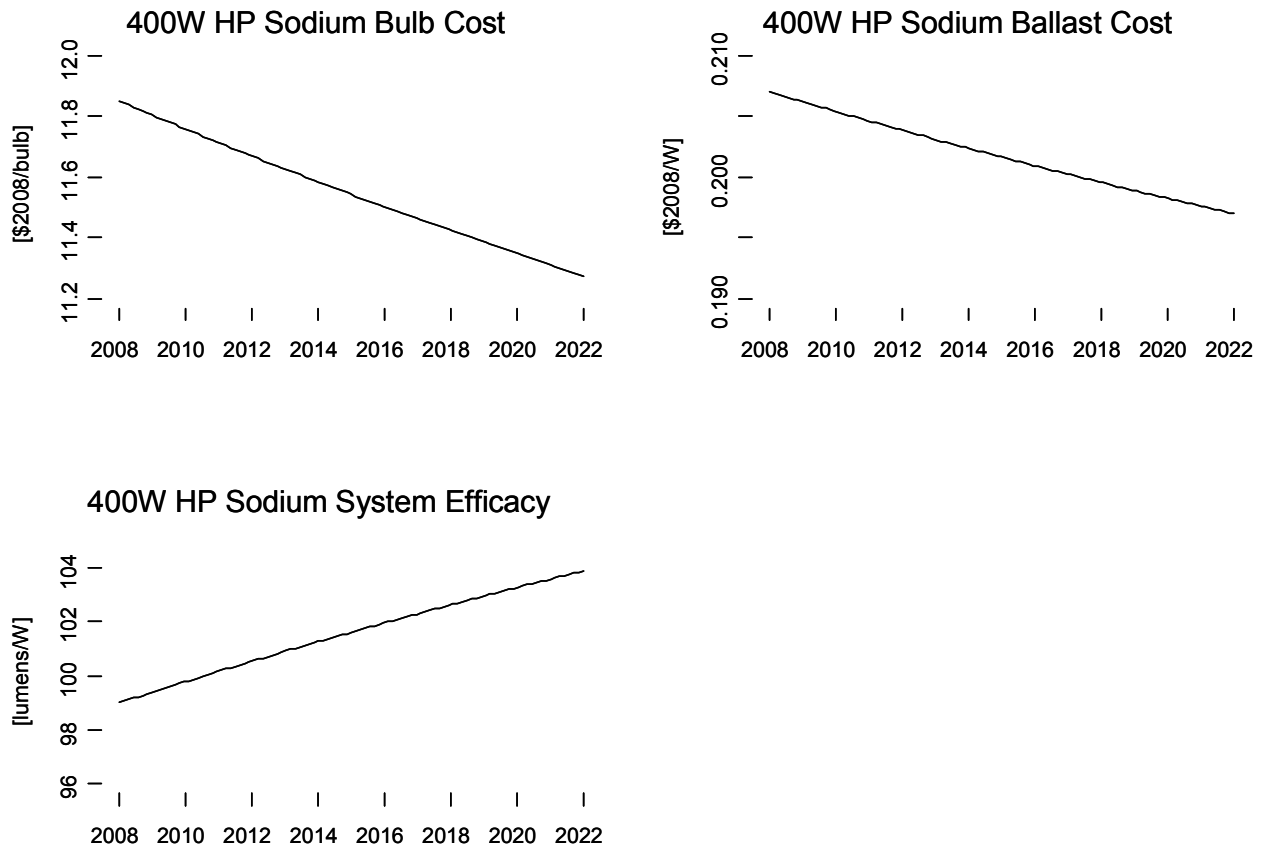 400W HP Sodium Bulb Cost
[$2008/bulb]
12.0
11.8
11.6
11.4
11.2
2008 2010 2012 2014 2016 2018 2020 2022
400W HP Sodium Ballast Cost
[$2008/W]
0.210
0.200
0.190
2008 2010 2012 2014 2016 2018 2020 2022
400W HP Sodium System Efficacy
[lumens/W]
104
102
100
98
96
2008 2010 2012 2014 2016 2018 2020 2022